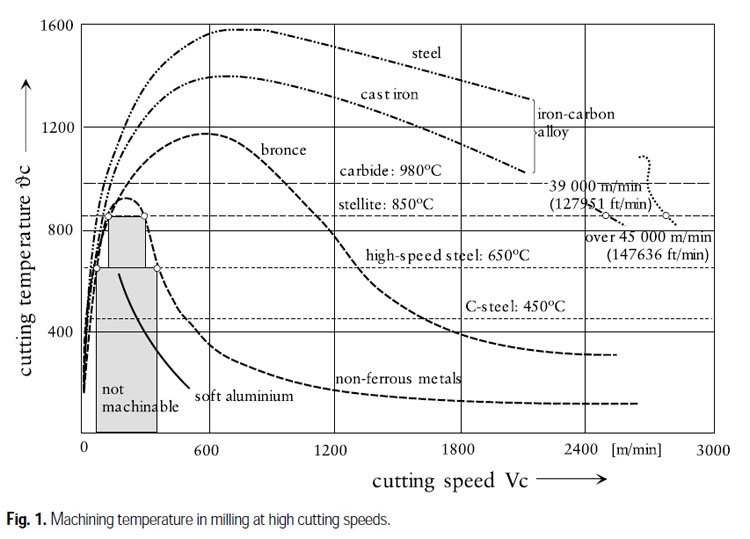 1600
steel
cast iron
iron-carbon
alloy
1200
bronce
carbide: 980ºC
39 000 m/min
(127951 ft/min)
stellite: 850ºC
800
over 45 000 m/min
(147636 ft/min)
high-speed steel: 650ºC
C-steel: 450ºC
400
non-ferrous metals
not
machinable
soft aluminium
cutting temperature ϑc
0
600
1200
1800
2400
[m/min]
3000
cutting speed Vc
Fig. 1. Machining temperature in milling at high cutting speeds.